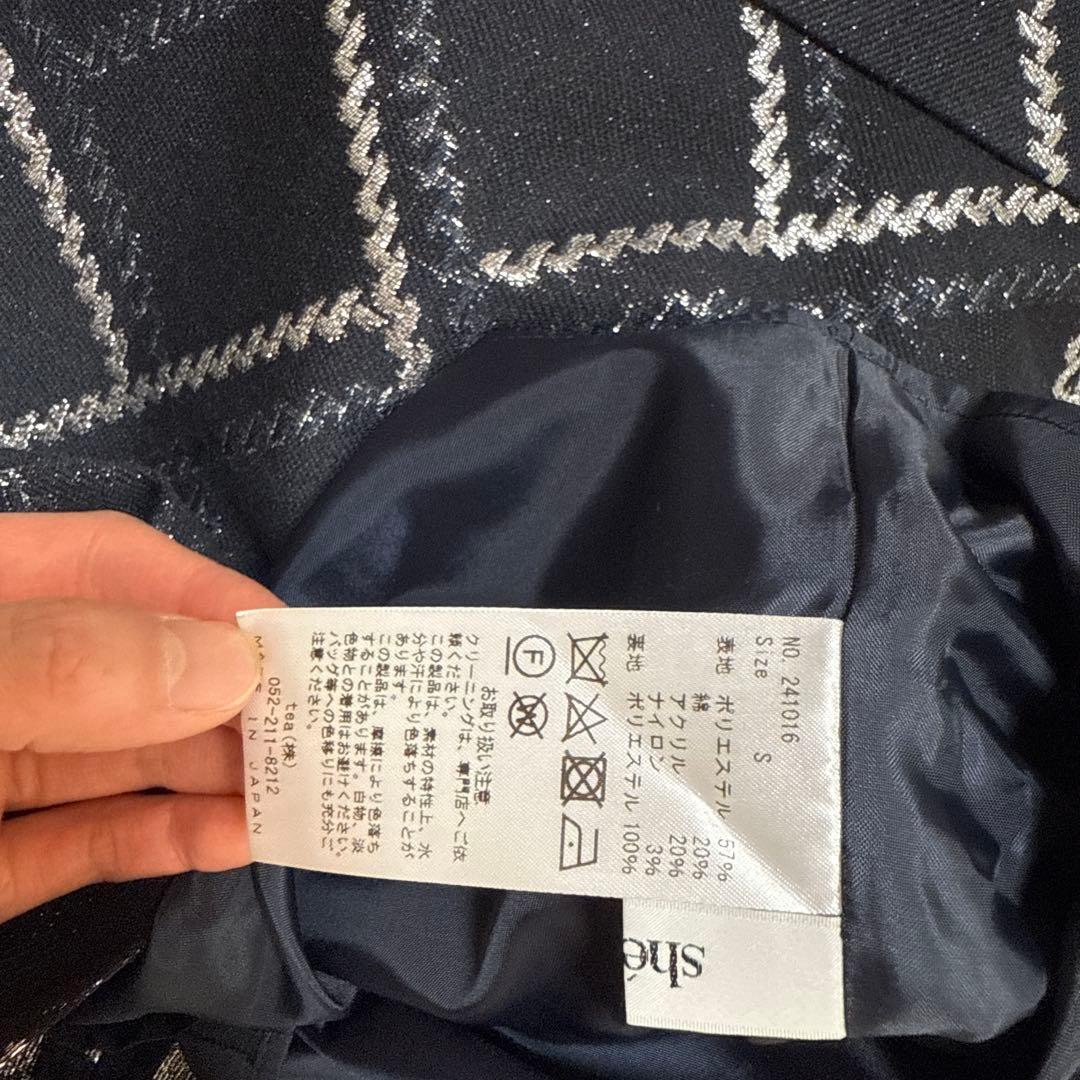 NO. 241016
Size S
表地 ポリエステル 57%
綿 20%
アクリル 20%
ナイロン 3%
裏地 ポリエステル 100%
F
お取り扱い注意
クリーニングは、専門店へご依
頼ください。
この製品は、素材の特性上、水
分や汗により色落ちすることが
あります。
この製品は、摩擦により色落ち
することがあります。白物、淡
色物との着用はお避けください。
バッグ等への色移りにも充分ご
注意ください。
tea(株)
052-211-8212
MADE IN JAPAN
shé